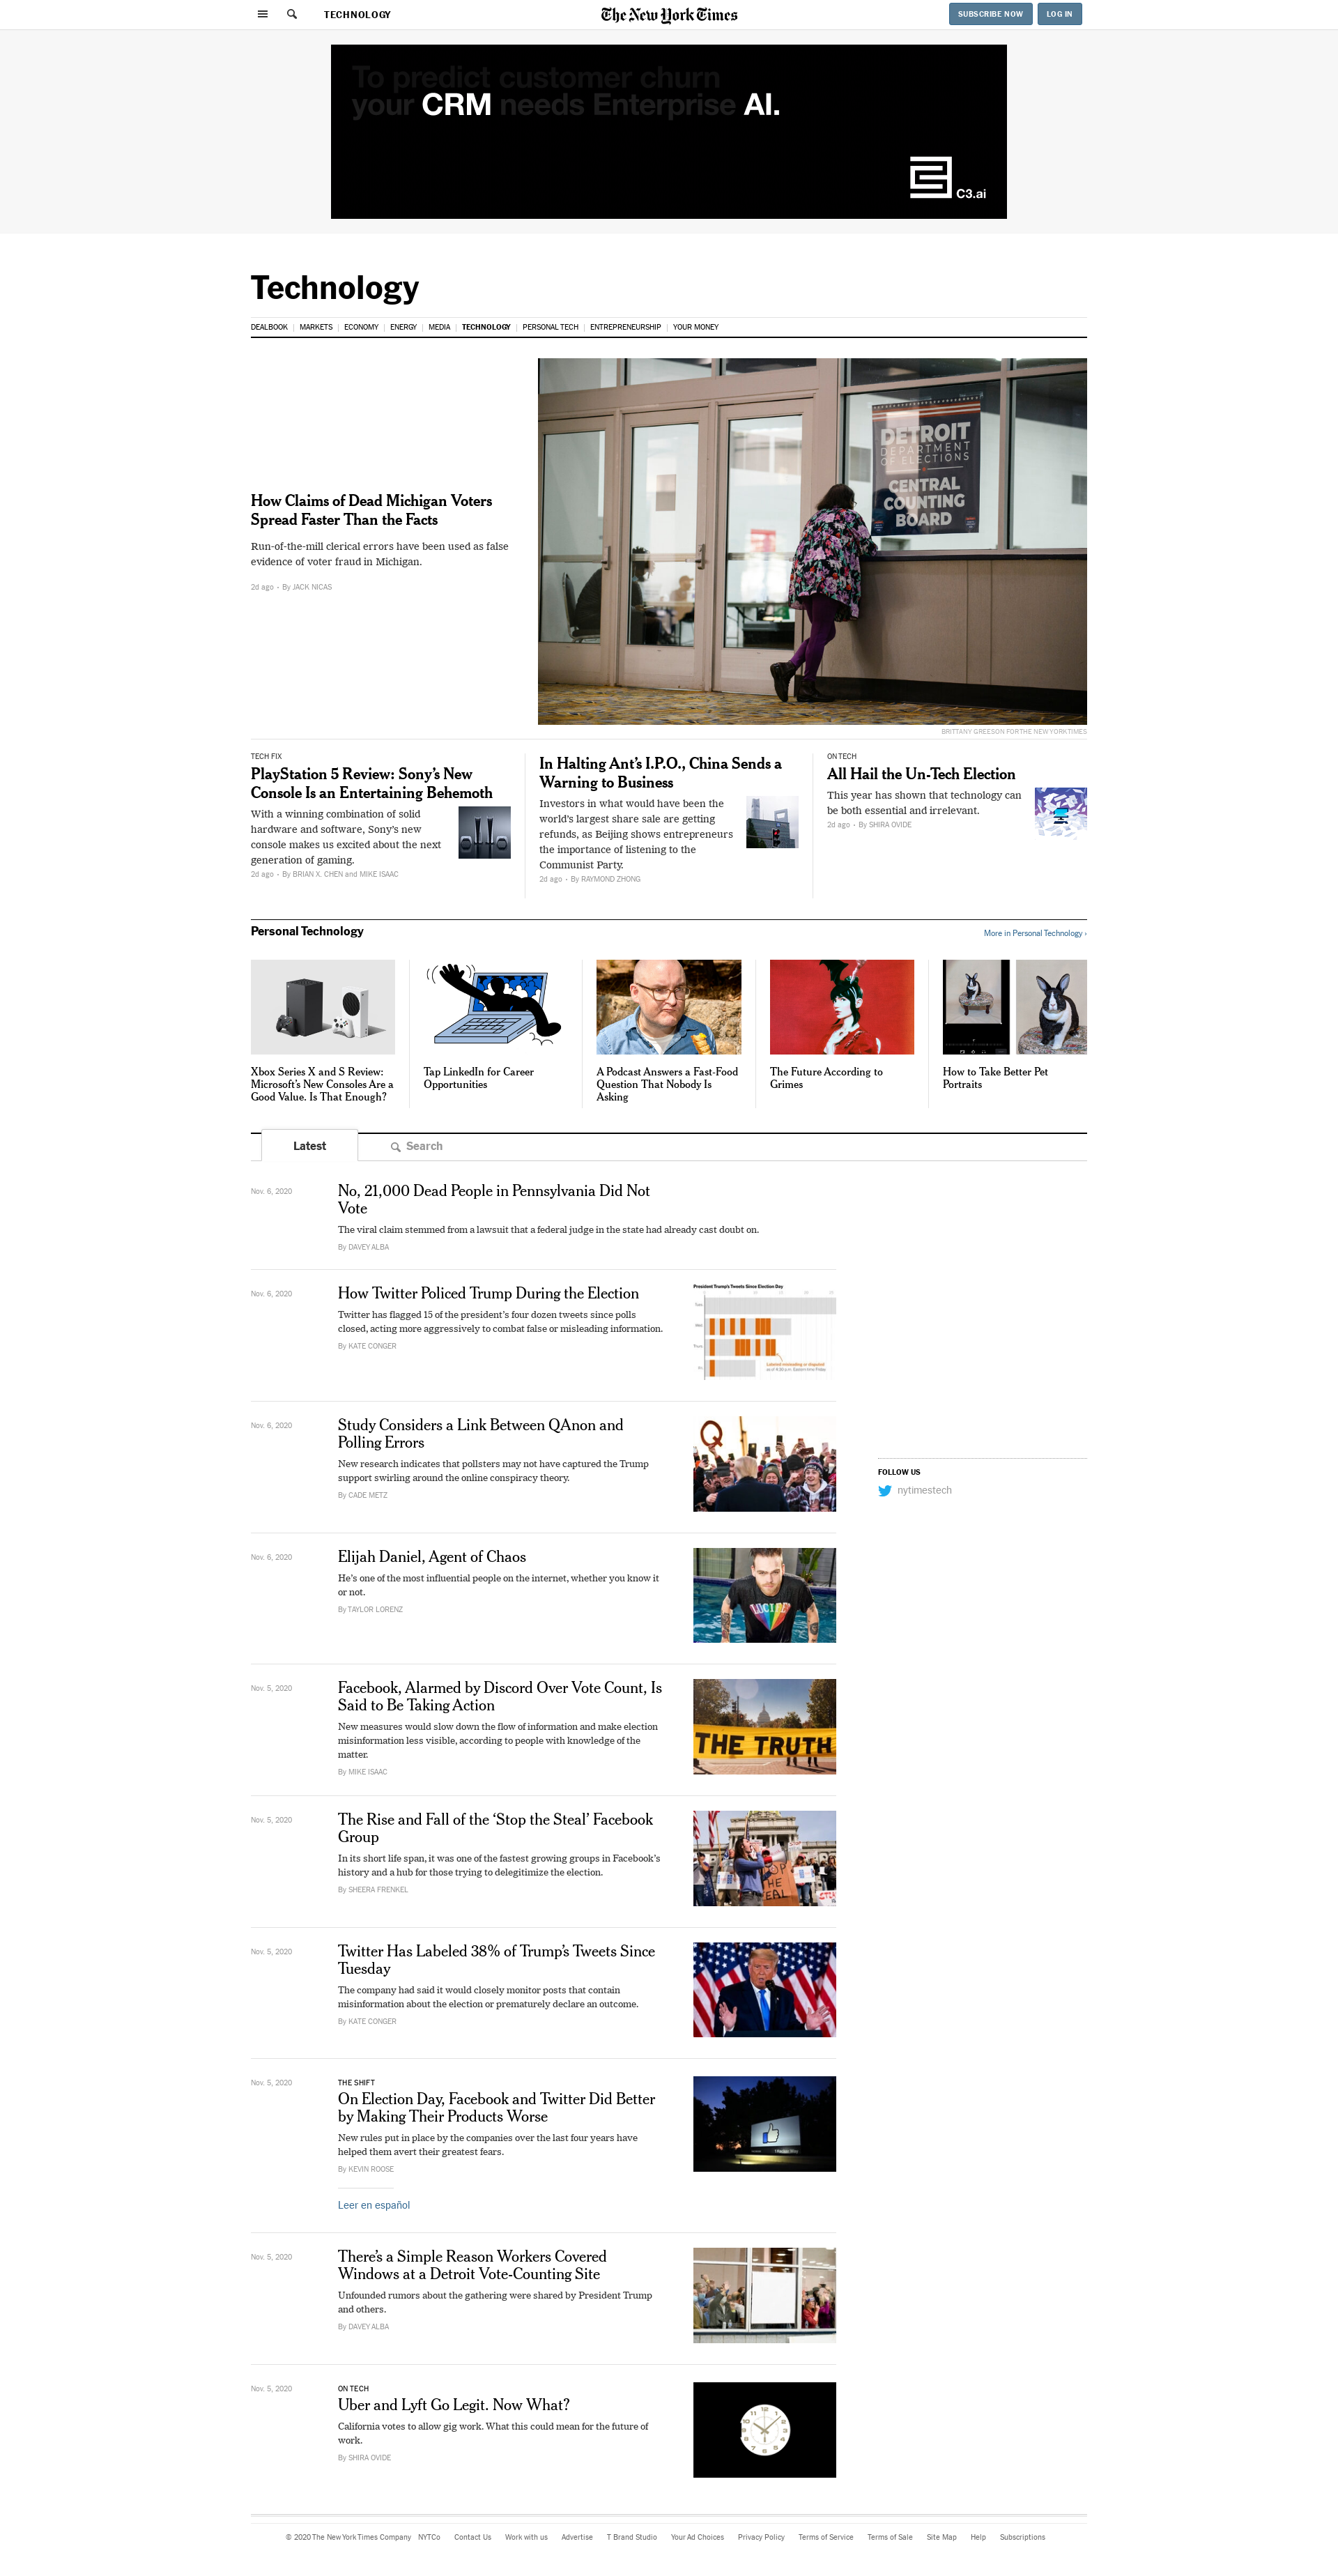 TECHNOLOGY
The New York Times
SUBSCRIBE NOW
LOG IN
To predict customer churn
your CRM needs Enterprise AI.
C3.ai
Technology
DEALBOOK
MARKETS
ECONOMY
ENERGY
MEDIA
TECHNOLOGY
PERSONAL TECH
ENTREPRENEURSHIP
YOUR MONEY
How Claims of Dead Michigan Voters
Spread Faster Than the Facts
Run-of-the-mill clerical errors have been used as false
evidence of voter fraud in Michigan.
2d ago • By JACK NICAS
DETROIT
DEPARTMENT
OF ELECTIONS
CENTRAL
COUNTING
BOARD
BRITTANY GREESON FOR THE NEW YORK TIMES
TECH FIX
PlayStation 5 Review: Sony’s New
Console Is an Entertaining Behemoth
With a winning combination of solid
hardware and software, Sony’s new
console makes us excited about the next
generation of gaming.
2d ago • By BRIAN X. CHEN and MIKE ISAAC
In Halting Ant’s I.P.O., China Sends a
Warning to Business
Investors in what would have been the
world’s largest share sale are getting
refunds, as Beijing shows entrepreneurs
the importance of listening to the
Communist Party.
2d ago • By RAYMOND ZHONG
ON TECH
All Hail the Un-Tech Election
This year has shown that technology can
be both essential and irrelevant.
2d ago • By SHIRA OVIDE
Personal Technology
More in Personal Technology ›
Xbox Series X and S Review:
Microsoft’s New Consoles Are a
Good Value. Is That Enough?
Tap LinkedIn for Career
Opportunities
A Podcast Answers a Fast-Food
Question That Nobody Is
Asking
The Future According to
Grimes
How to Take Better Pet
Portraits
Latest
Search
Nov. 6, 2020
No, 21,000 Dead People in Pennsylvania Did Not
Vote
The viral claim stemmed from a lawsuit that a federal judge in the state had already cast doubt on.
By DAVEY ALBA
Nov. 6, 2020
How Twitter Policed Trump During the Election
Twitter has flagged 15 of the president’s four dozen tweets since polls
closed, acting more aggressively to combat false or misleading information.
By KATE CONGER
President Trump's Tweets Since Election Day
Nov. 6, 2020
Study Considers a Link Between QAnon and
Polling Errors
New research indicates that pollsters may not have captured the Trump
support swirling around the online conspiracy theory.
By CADE METZ
Q
FOLLOW US
nytimestech
Nov. 6, 2020
Elijah Daniel, Agent of Chaos
He’s one of the most influential people on the internet, whether you know it
or not.
By TAYLOR LORENZ
LUCIFER
Nov. 5, 2020
Facebook, Alarmed by Discord Over Vote Count, Is
Said to Be Taking Action
New measures would slow down the flow of information and make election
misinformation less visible, according to people with knowledge of the
matter.
By MIKE ISAAC
THE TRUTH
Nov. 5, 2020
The Rise and Fall of the ‘Stop the Steal’ Facebook
Group
In its short life span, it was one of the fastest growing groups in Facebook’s
history and a hub for those trying to delegitimize the election.
By SHEERA FRENKEL
Nov. 5, 2020
Twitter Has Labeled 38% of Trump’s Tweets Since
Tuesday
The company had said it would closely monitor posts that contain
misinformation about the election or prematurely declare an outcome.
By KATE CONGER
Nov. 5, 2020
THE SHIFT
On Election Day, Facebook and Twitter Did Better
by Making Their Products Worse
New rules put in place by the companies over the last four years have
helped them avert their greatest fears.
By KEVIN ROOSE
Leer en español
Nov. 5, 2020
There’s a Simple Reason Workers Covered
Windows at a Detroit Vote-Counting Site
Unfounded rumors about the gathering were shared by President Trump
and others.
By DAVEY ALBA
Nov. 5, 2020
ON TECH
Uber and Lyft Go Legit. Now What?
California votes to allow gig work. What this could mean for the future of
work.
By SHIRA OVIDE
© 2020 The New York Times Company
NYTCo
Contact Us
Work with us
Advertise
T Brand Studio
Your Ad Choices
Privacy Policy
Terms of Service
Terms of Sale
Site Map
Help
Subscriptions